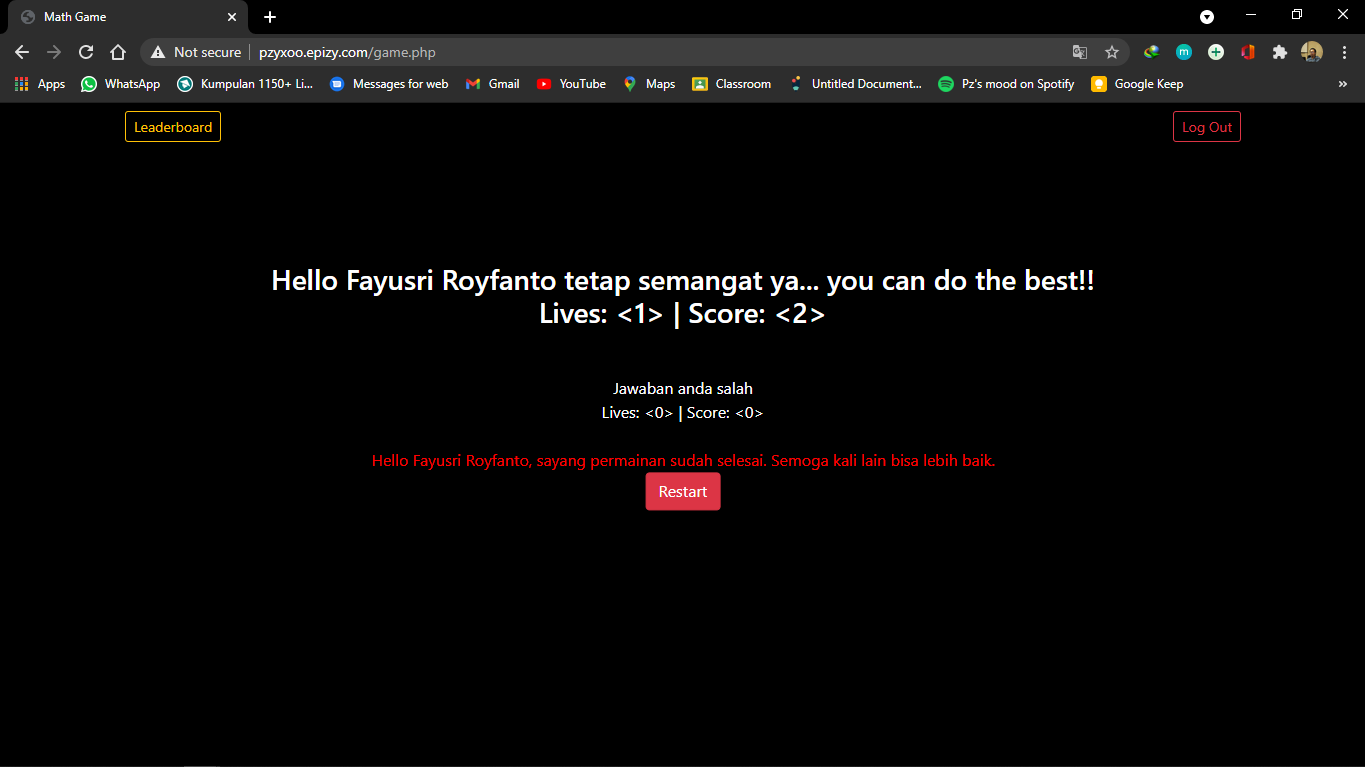 Math Game
Not secure pzyxoo.epizy.com/game.php
Apps WhatsApp Kumpulan 1150+ Li... Messages for web Gmail YouTube Maps Classroom Untitled Document... Pz's mood on Spotify Google Keep »
Leaderboard Log Out
Hello Fayusri Royfanto tetap semangat ya... you can do the best!!
Lives: <1> | Score: <2>
Jawaban anda salah
Lives: <0> | Score: <0>
Hello Fayusri Royfanto, sayang permainan sudah selesai. Semoga kali lain bisa lebih baik.
Restart